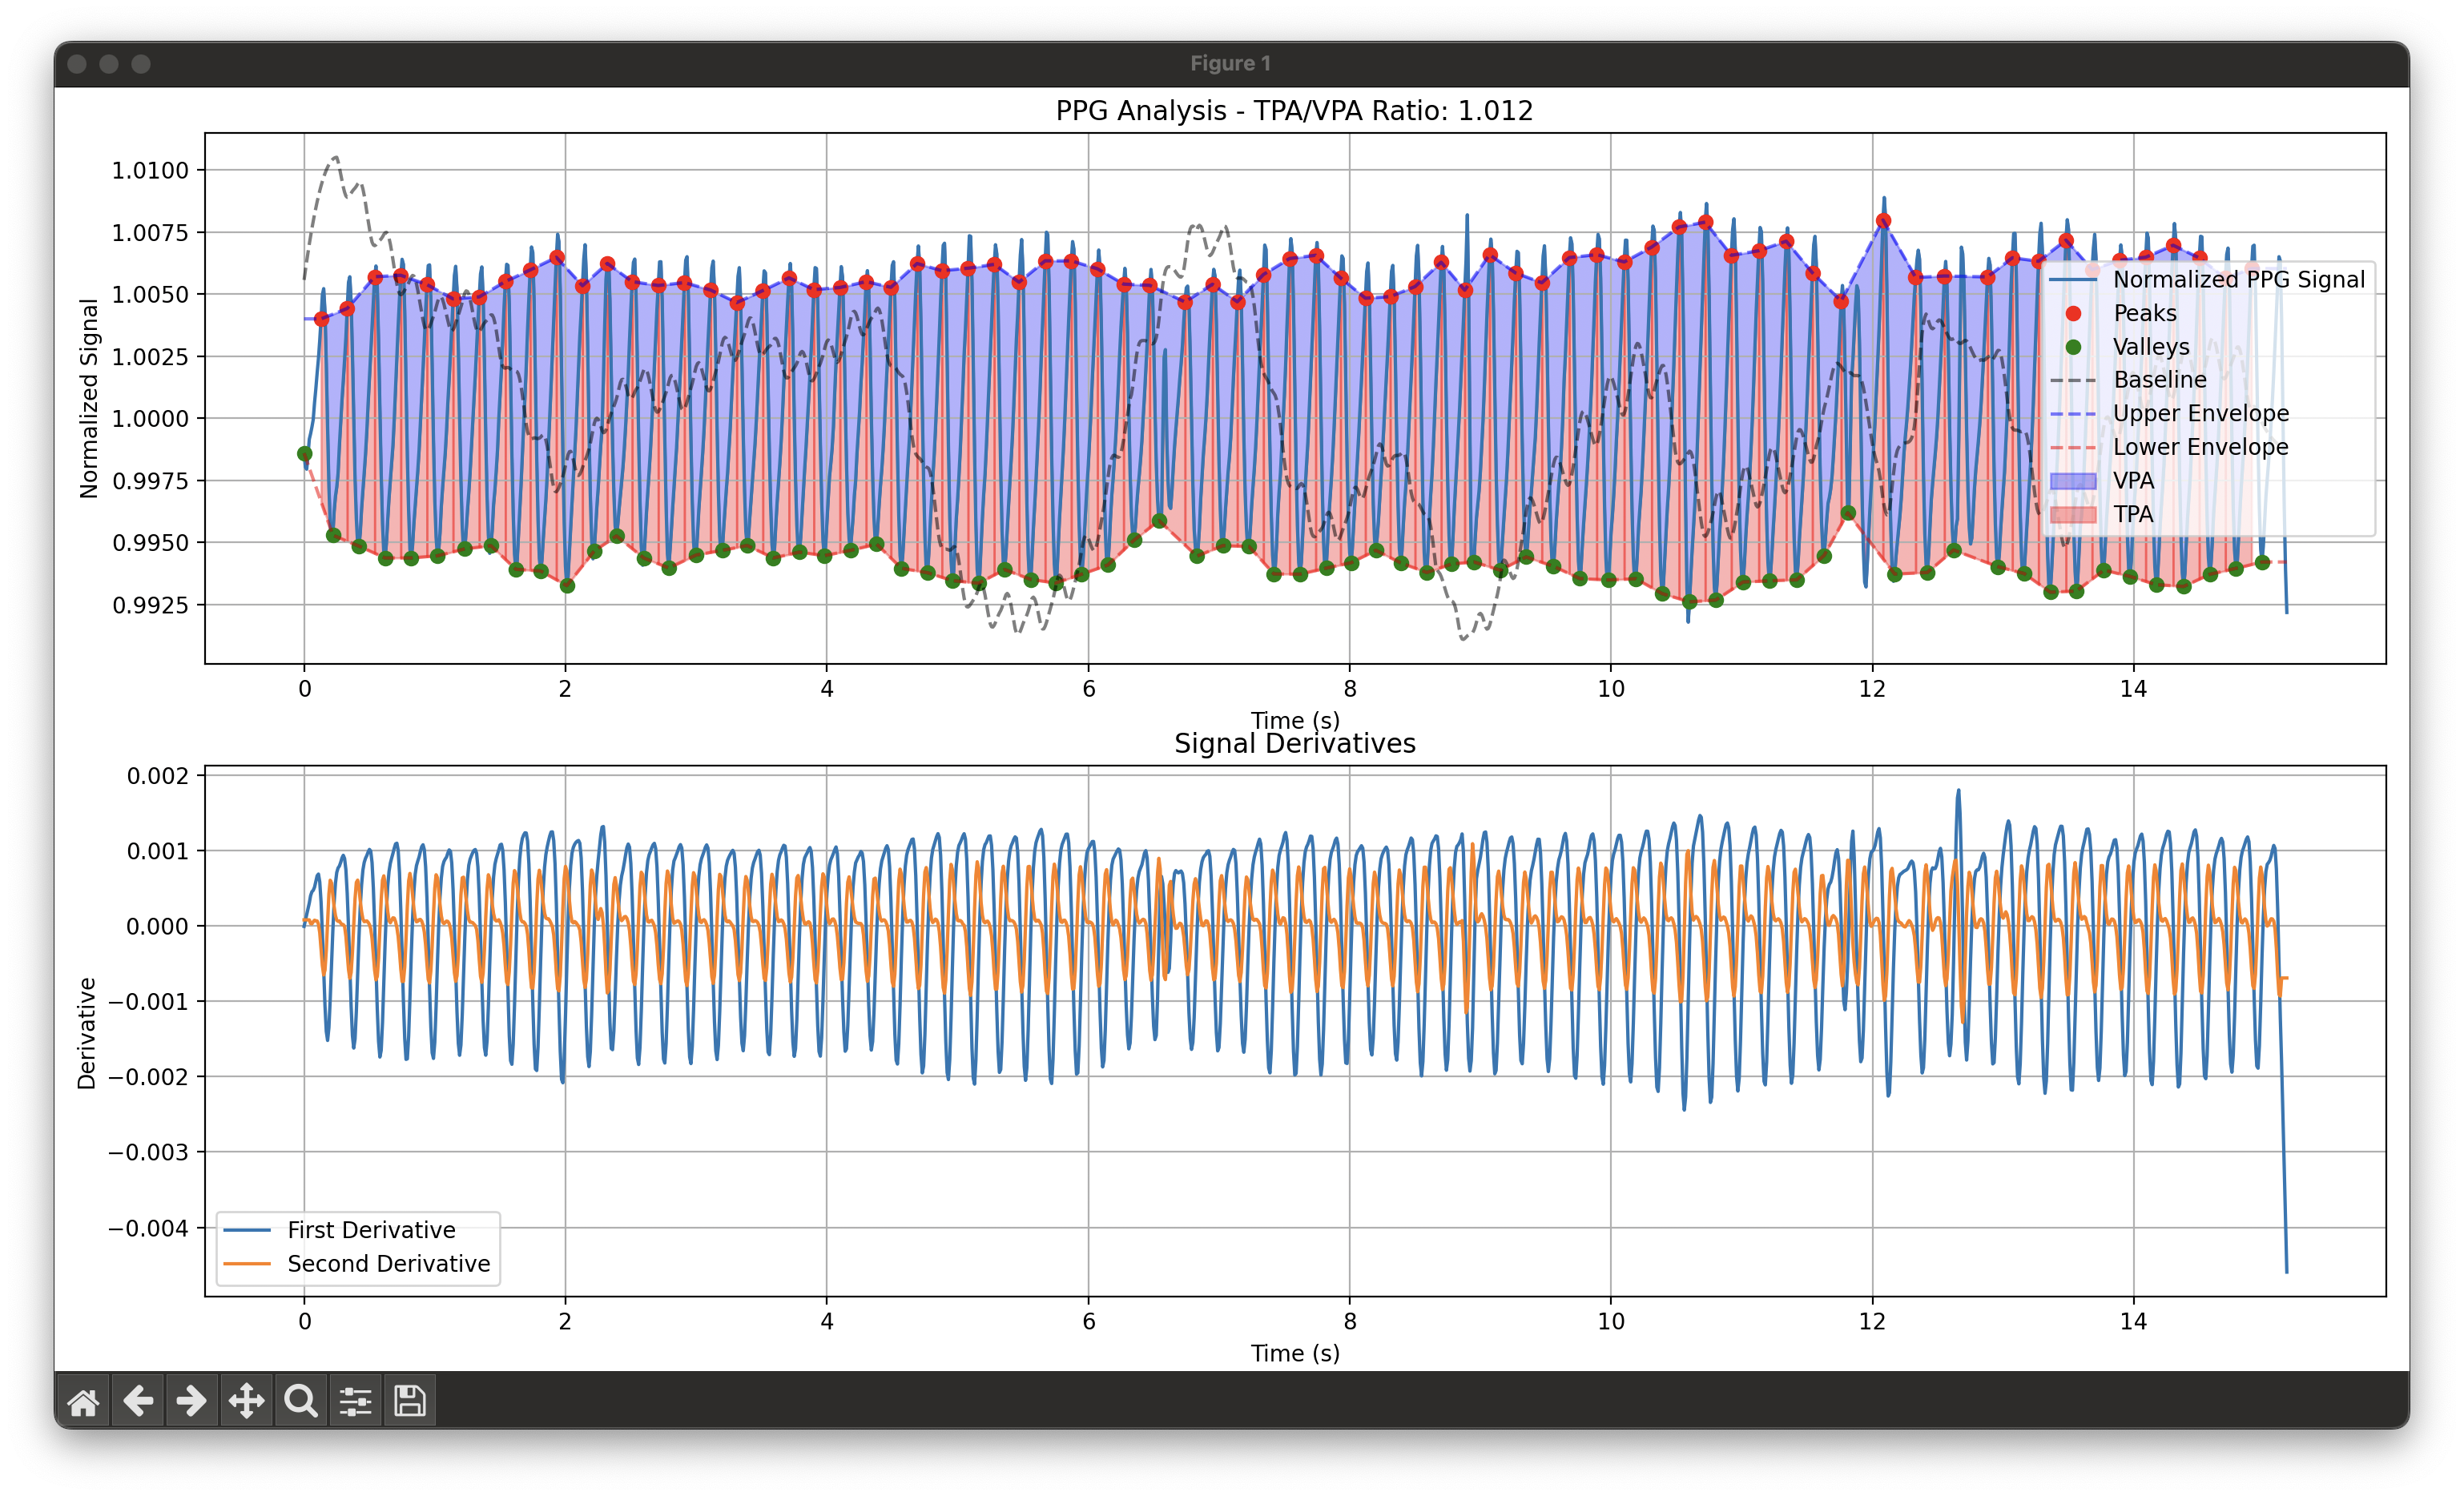 Figure 1
PPG Analysis - TPA/VPA Ratio: 1.012
Normalized Signal
1.0100
1.0075
1.0050
1.0025
1.0000
0.9975
0.9950
0.9925
Normalized PPG Signal
Peaks
Valleys
Baseline
Upper Envelope
Lower Envelope
VPA
TPA
0 2 4 6 8 10 12 14
Time (s)
Signal Derivatives
Derivative
0.002
0.001
0.000
−0.001
−0.002
−0.003
−0.004
First Derivative
Second Derivative
0 2 4 6 8 10 12 14
Time (s)